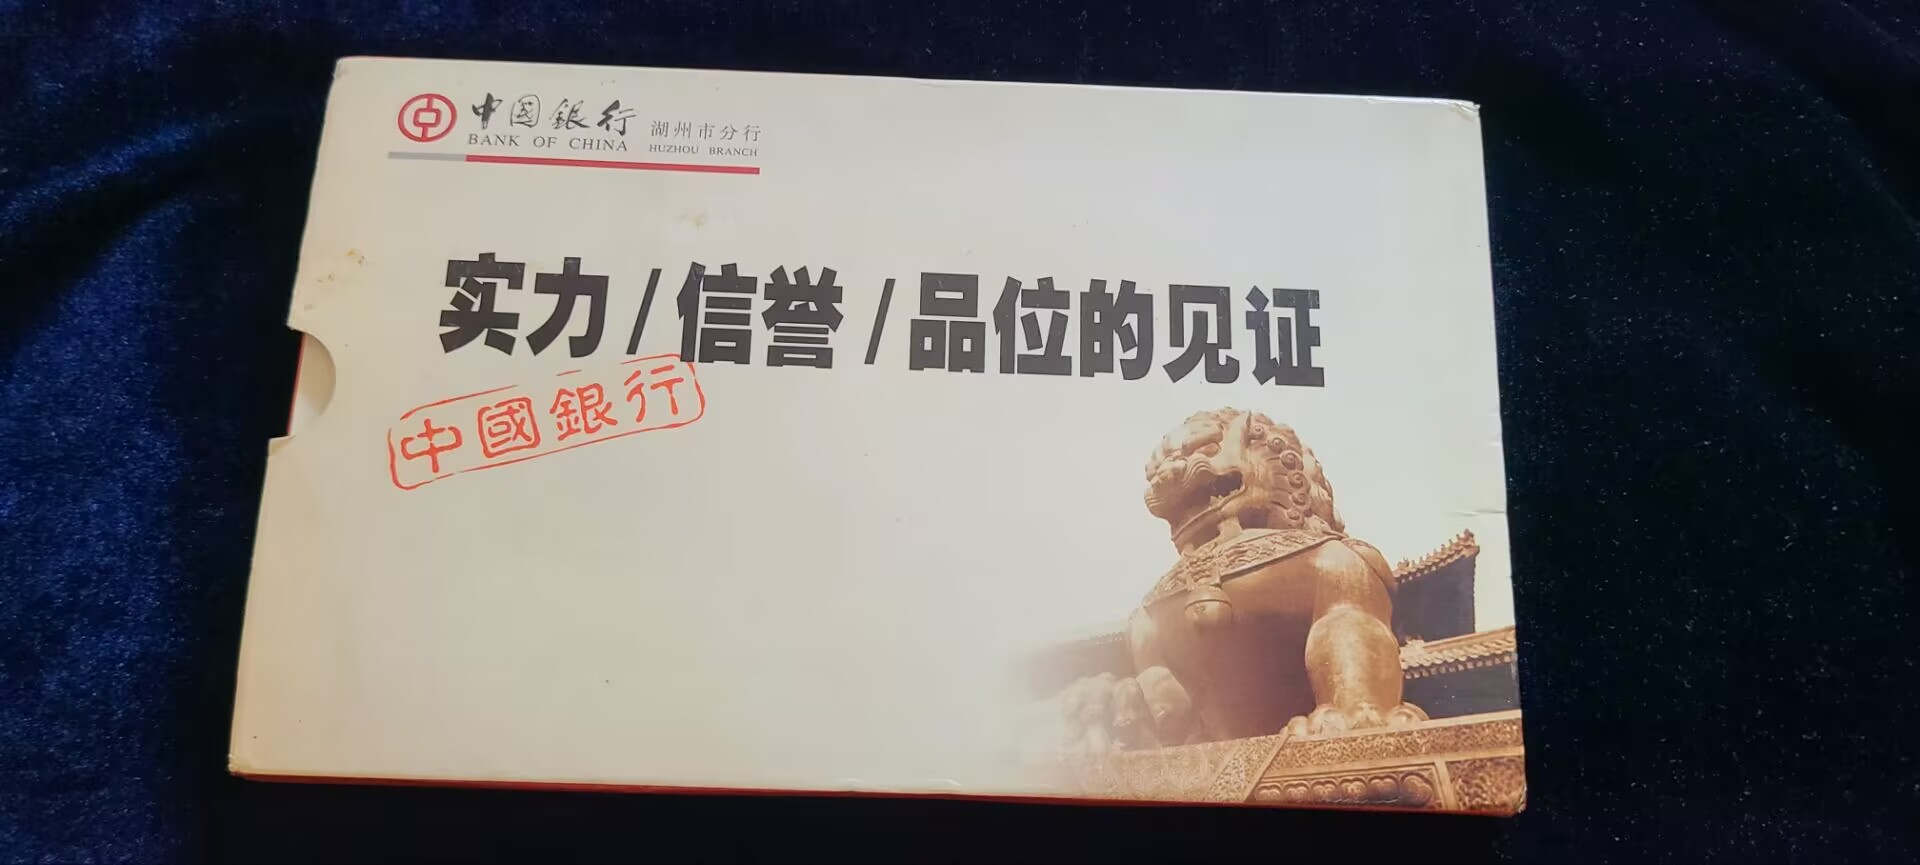 中国銀行 湖州市分行
BANK OF CHINA HUZHOU BRANCH
实力/信誉/品位的见证
中國銀行